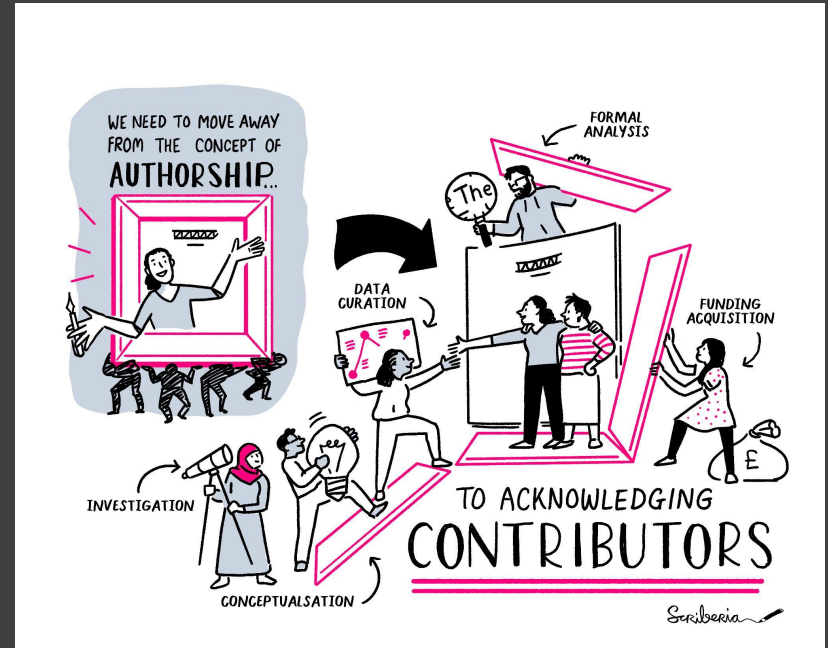 WE NEED TO MOVE AWAY
FROM THE CONCEPT OF
AUTHORSHIP...
FORMAL
ANALYSIS
The
DATA
CURATION
FUNDING
ACQUISITION
£
INVESTIGATION
CONCEPTUALSATION
TO ACKNOWLEDGING
CONTRIBUTORS
Scriberia